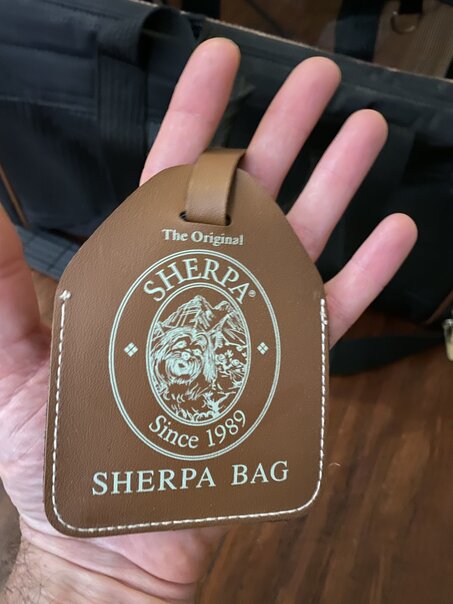 The Original
SHERPA®
Since 1989
SHERPA BAG